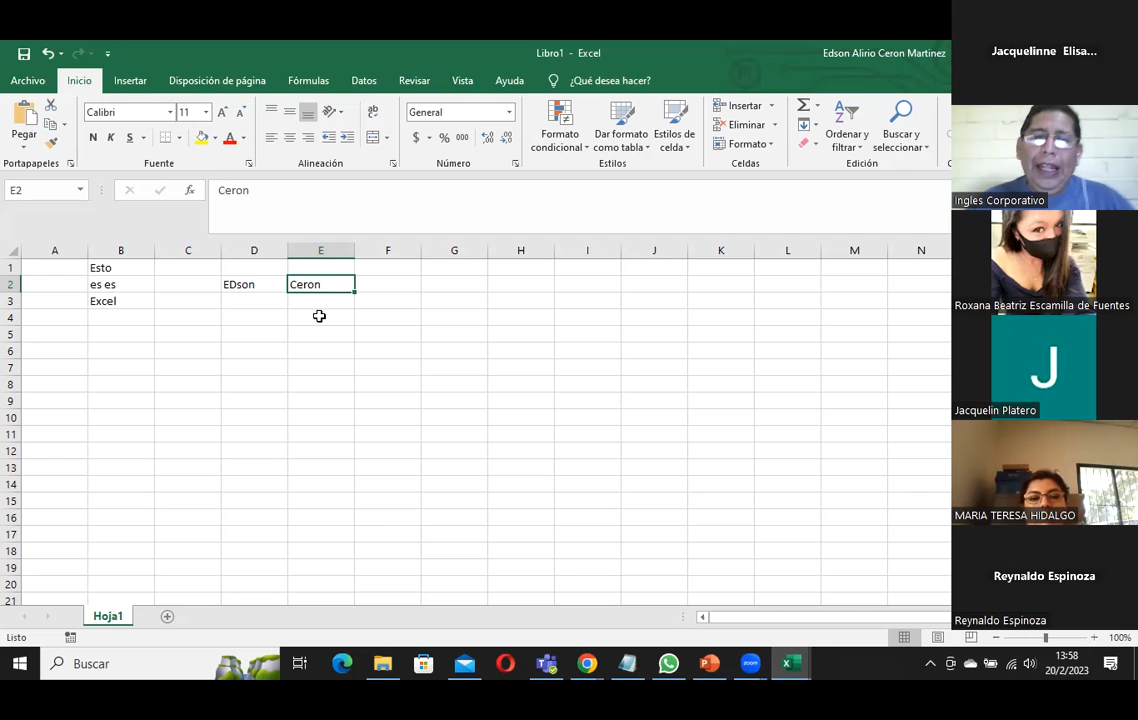 Libro1 - Excel
Edson Alirio Ceron Martinez
Archivo
Inicio
Insertar
Disposición de página
Fórmulas
Datos
Revisar
Vista
Ayuda
¿Qué desea hacer?
Pegar
Calibri
11
N K S
General
$ % 000
Formato
condicional
Dar formato
como tabla
Estilos de
celda
Insertar
Eliminar
Formato
Ordenar y
filtrar
Buscar y
seleccionar
Portapapeles
Fuente
Alineación
Número
Estilos
Celdas
Edición
E2
fx
Ceron
A B C D E F G H I J K L M N
1 Esto
2 es es EDson Ceron
3 Excel
4
5
6
7
8
9
10
11
12
13
14
15
16
17
18
19
20
21
Hoja1
Listo
100%
Buscar
13:58
20/2/2023
Jacquelinne Elisa...
Ingles Corporativo
Roxana Beatriz Escamilla de Fuentes
J
Jacquelin Platero
MARIA TERESA HIDALGO
Reynaldo Espinoza
Reynaldo Espinoza